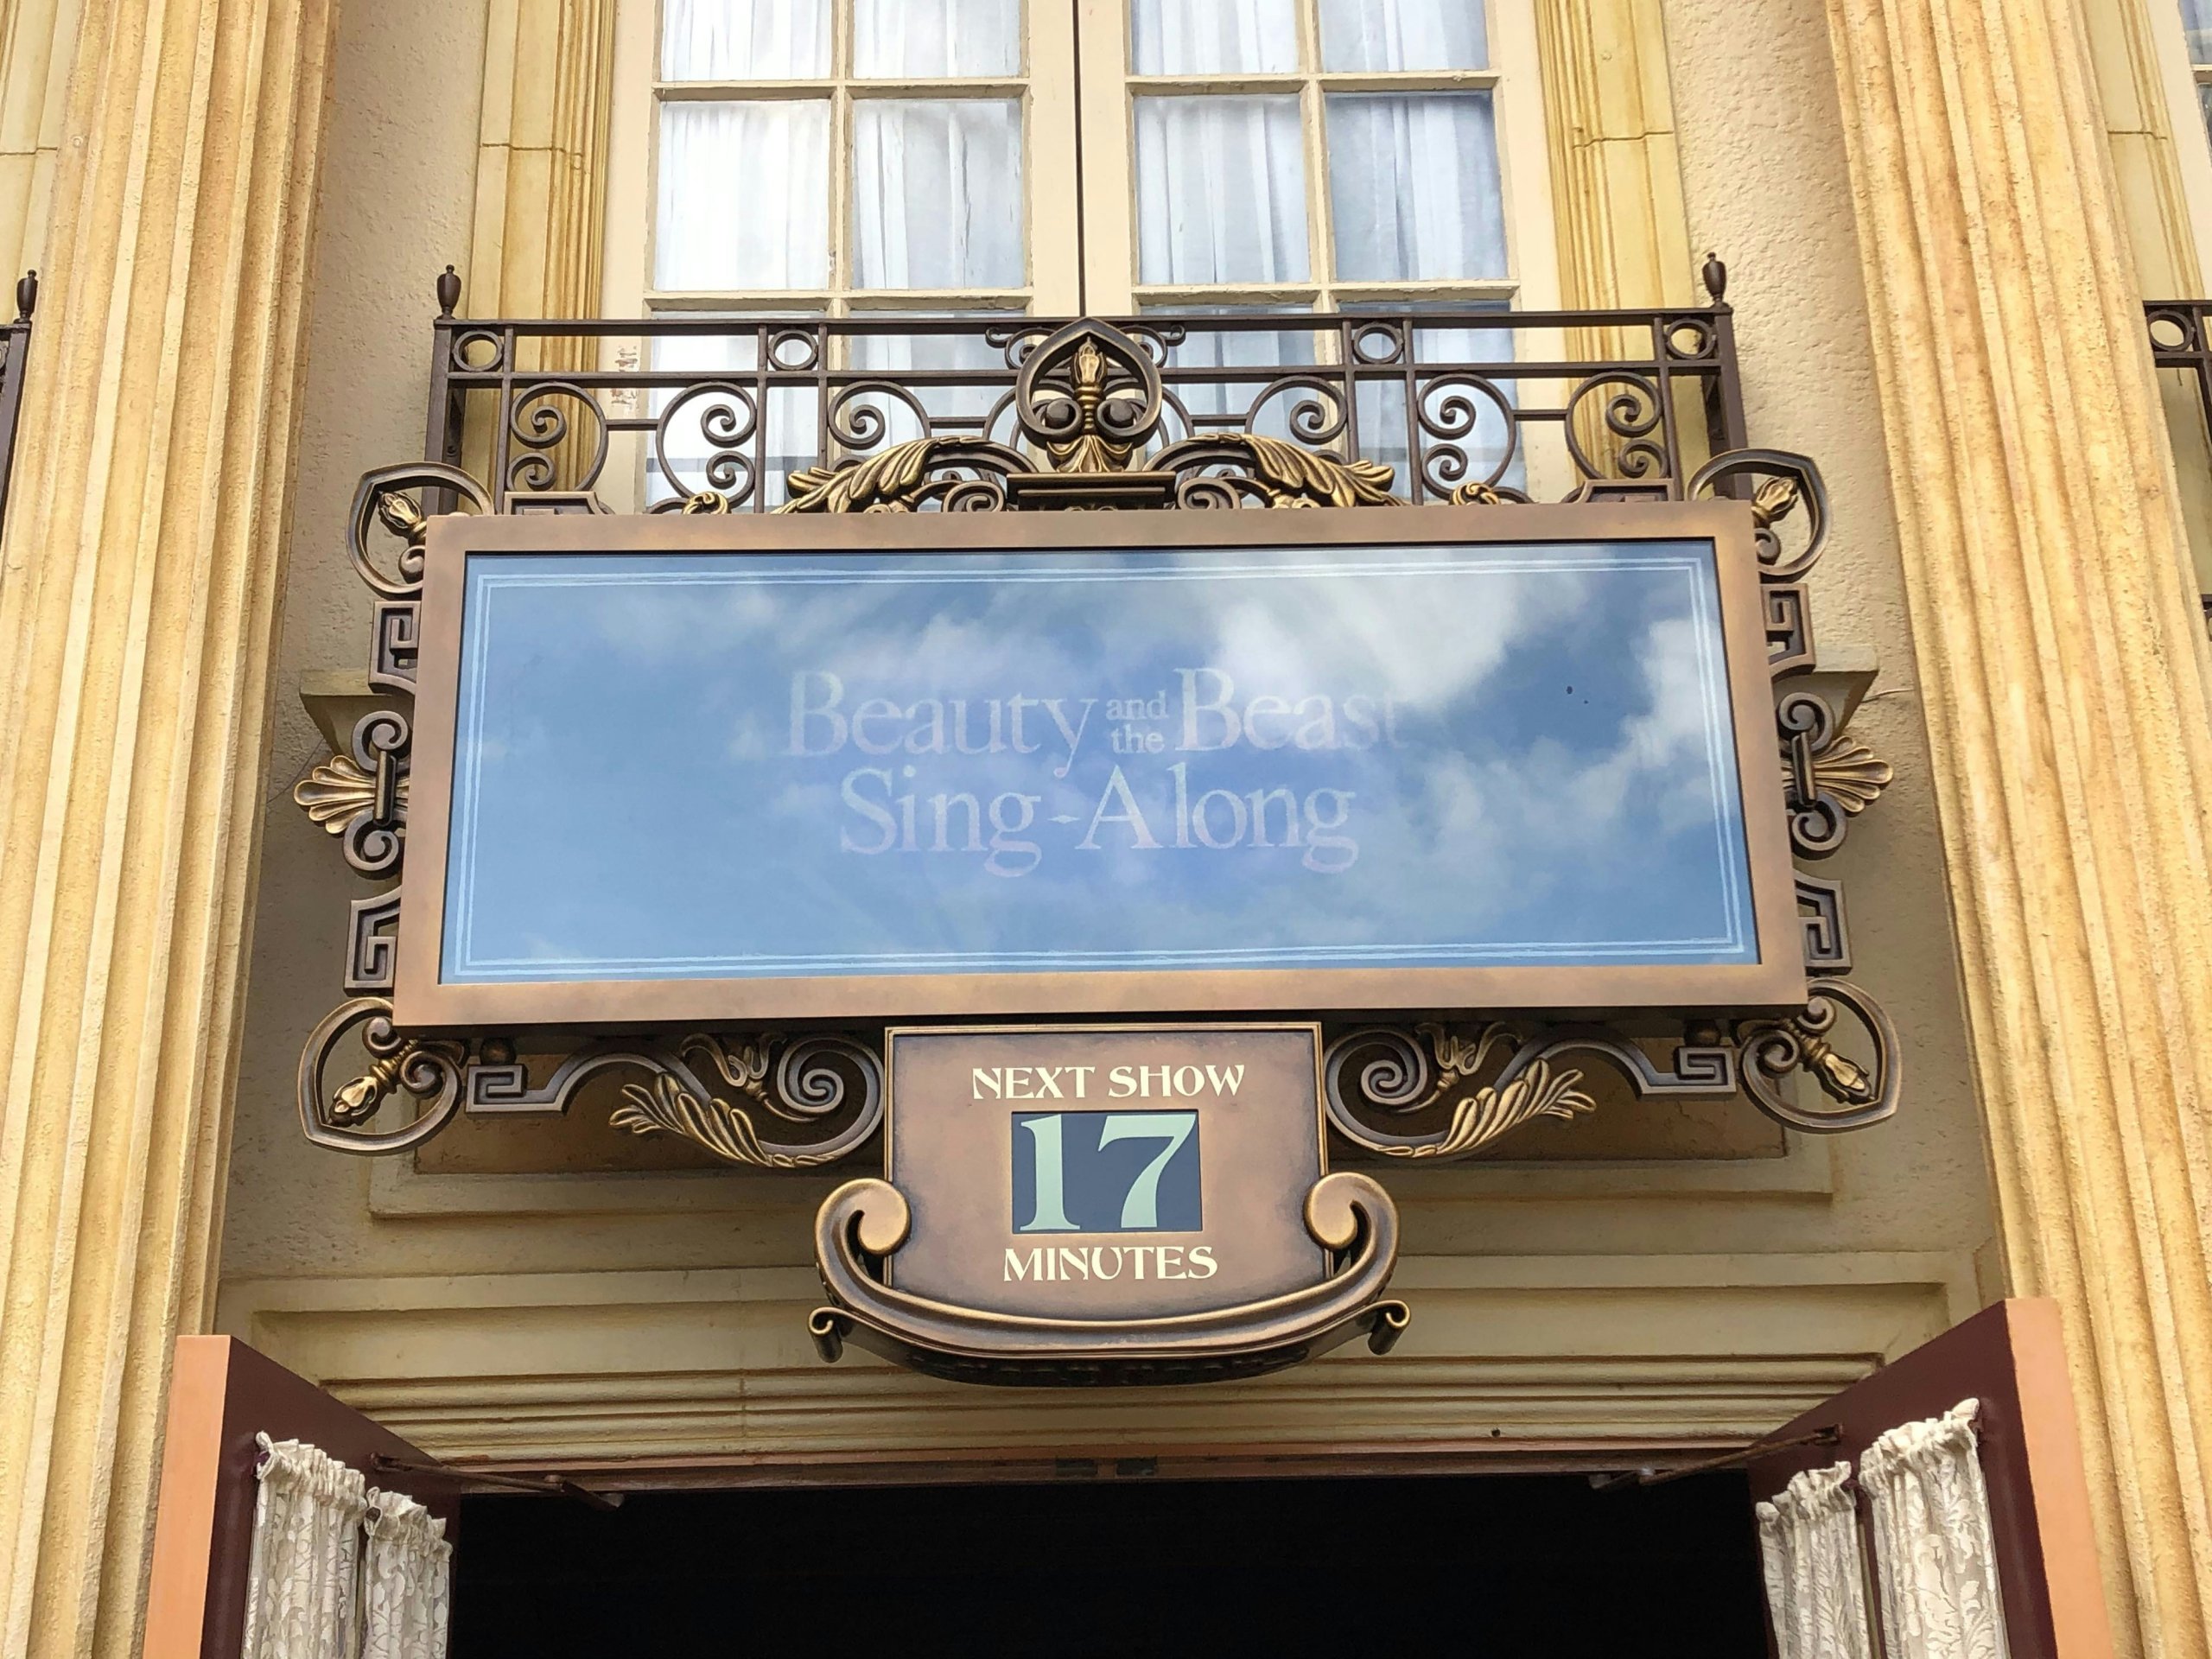 Beauty and the Beast
Sing-Along
NEXT SHOW
17
MINUTES